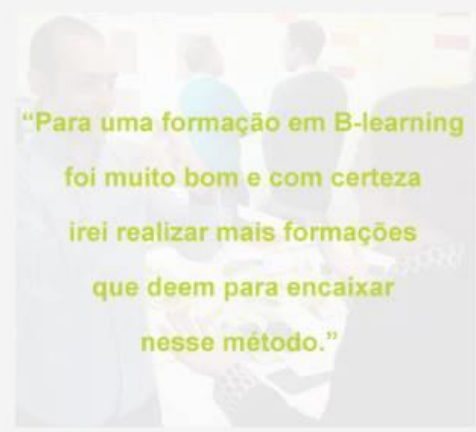 “Para uma formação em B-learning
foi muito bom e com certeza
irei realizar mais formações
que deem para encaixar
nesse método.”